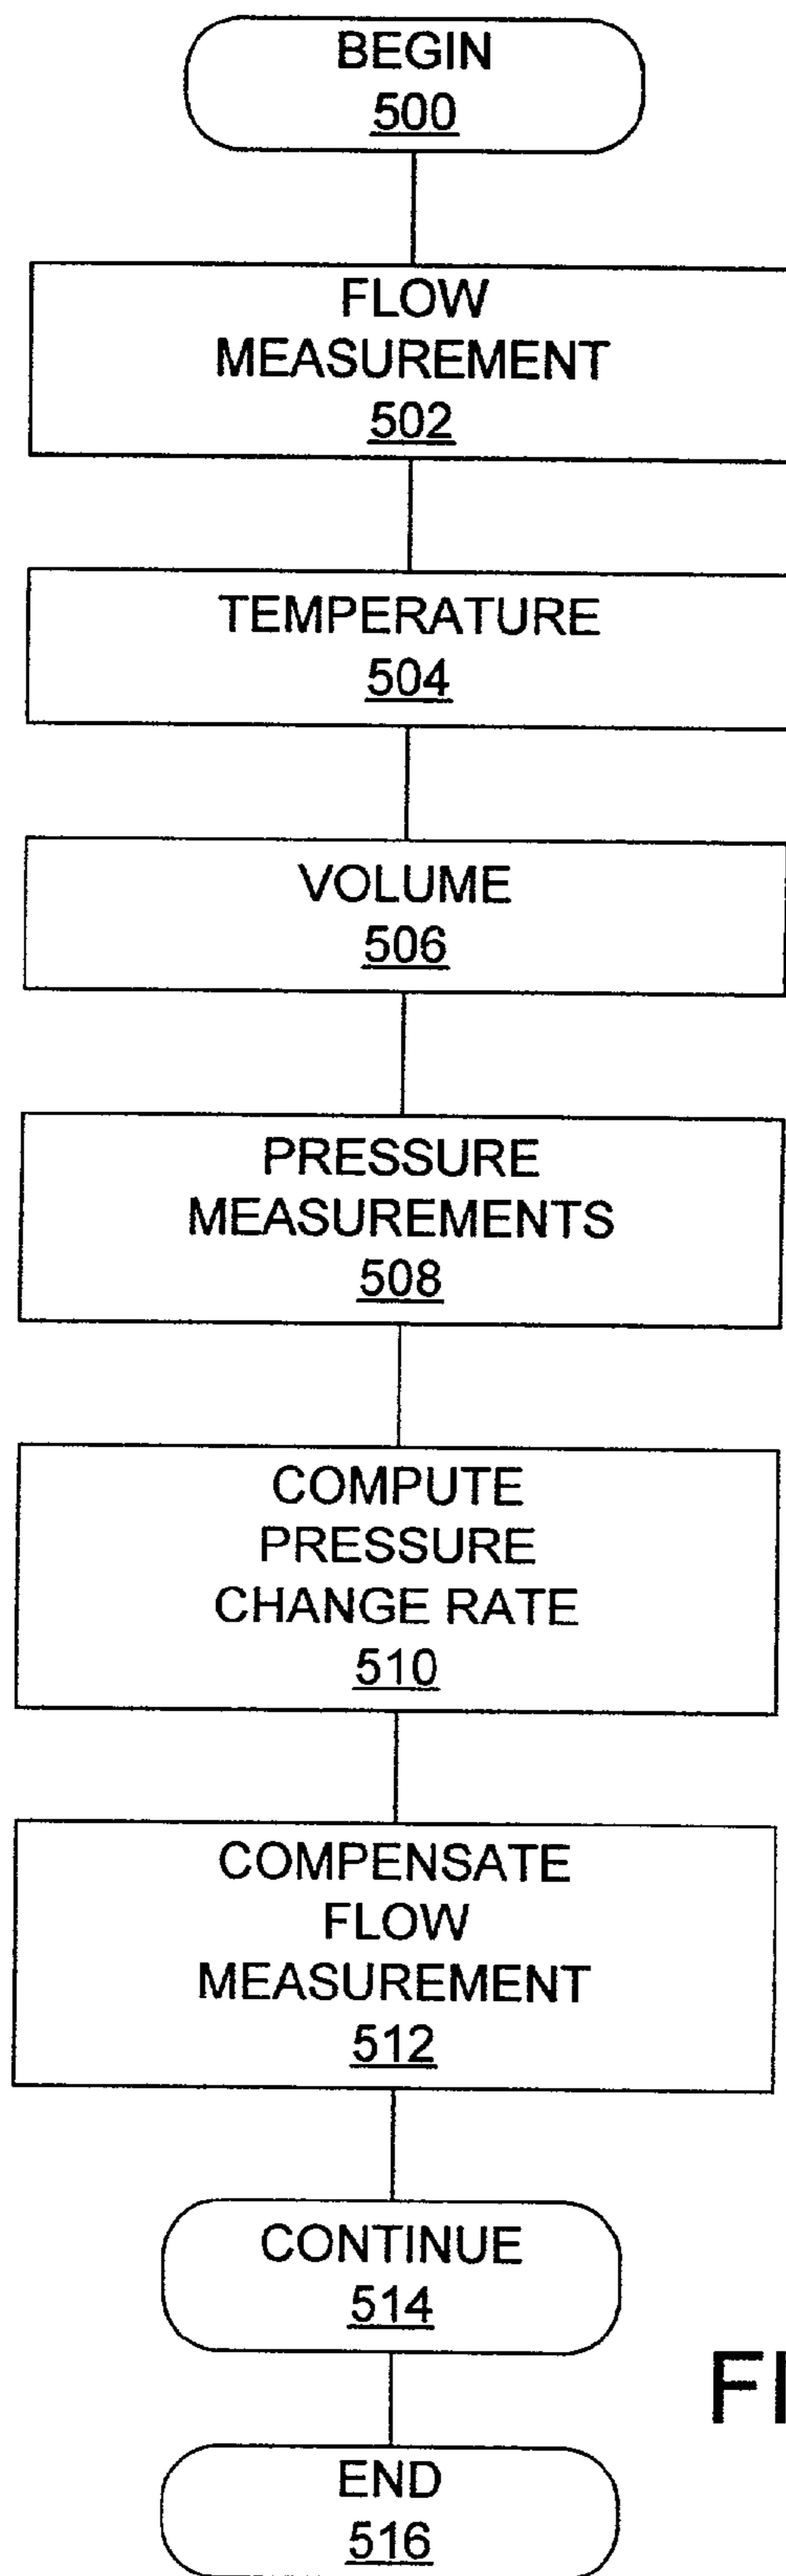 BEGIN
500
FLOW
MEASUREMENT
502
TEMPERATURE
504
VOLUME
506
PRESSURE
MEASUREMENTS
508
COMPUTE
PRESSURE
CHANGE RATE
510
COMPENSATE
FLOW
MEASUREMENT
512
CONTINUE
514
END
516